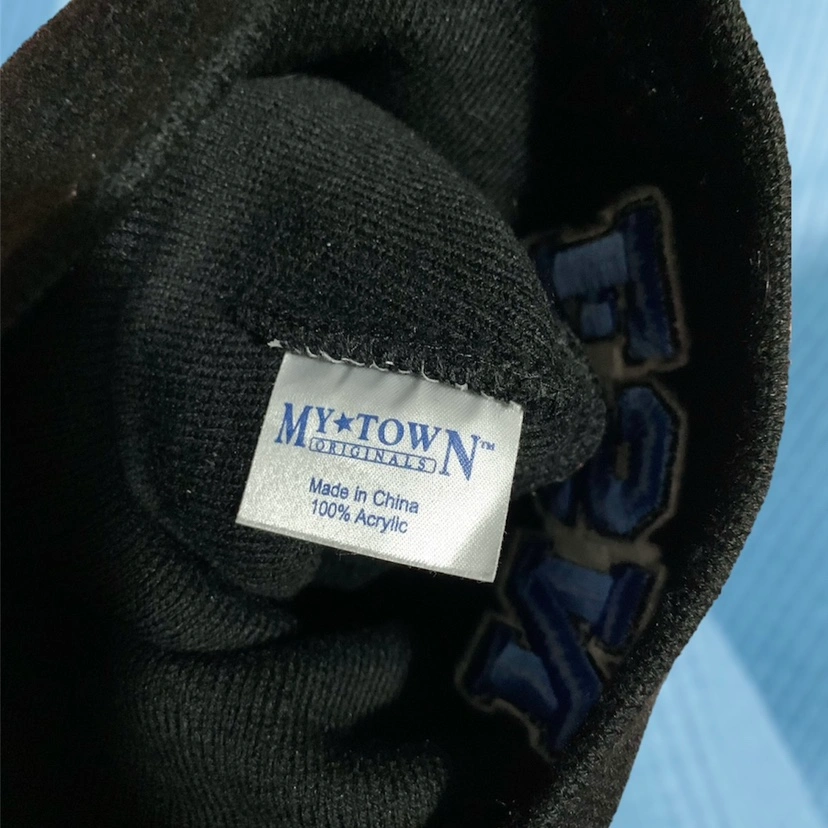 MY★TOWN™
ORIGINALS
Made in China
100% Acrylic